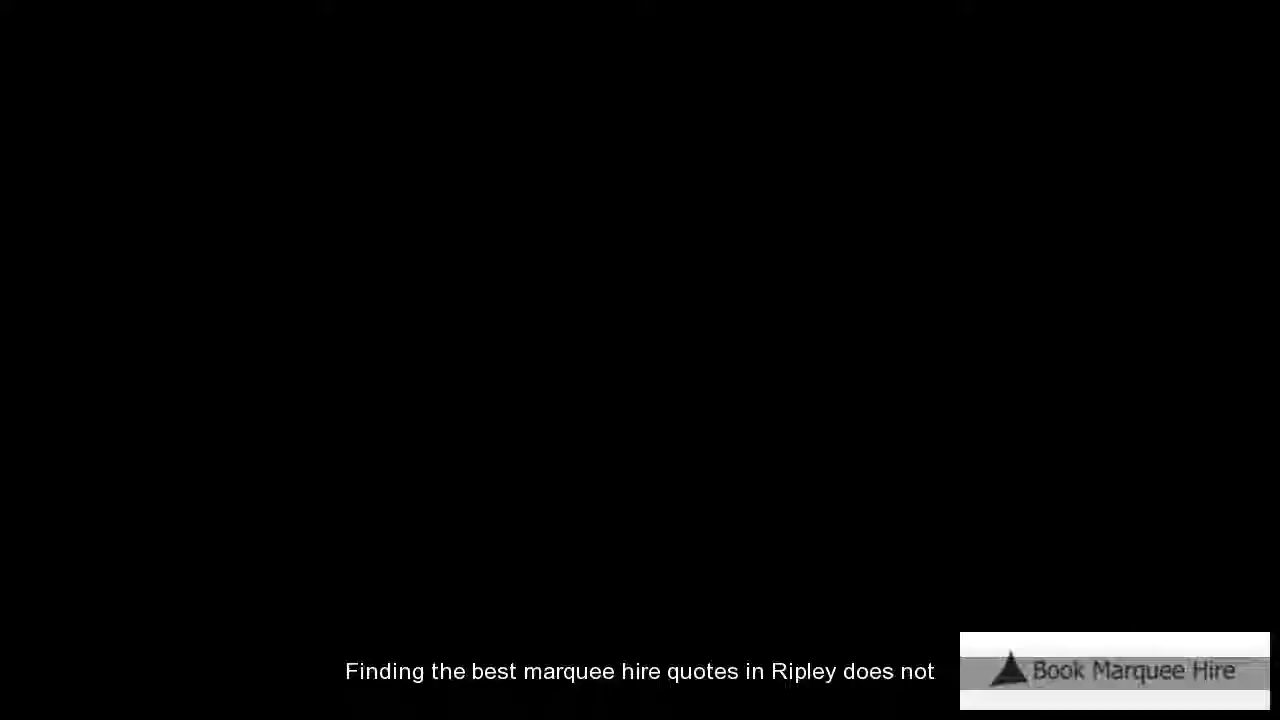 Finding the best marquee hire quotes in Ripley does not
Book Marquee Hire